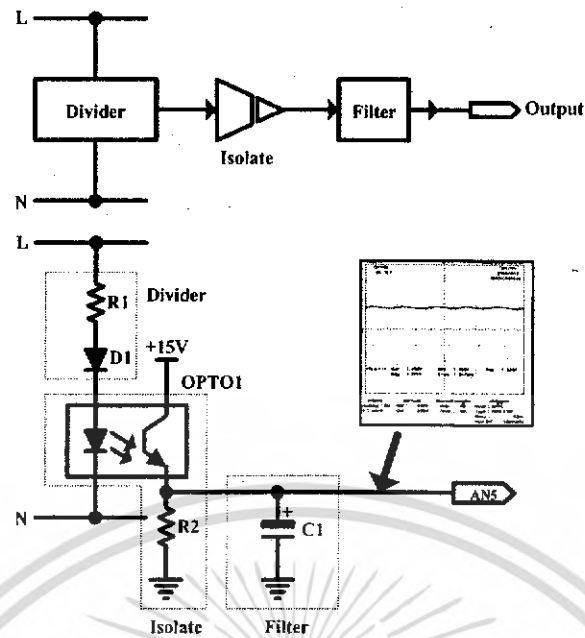 L
Divider
Filter
Output
Isolate
N
L
R1
Divider
D1
+15V
OPTO1
N
R2
+
C1
AN5
Isolate
Filter